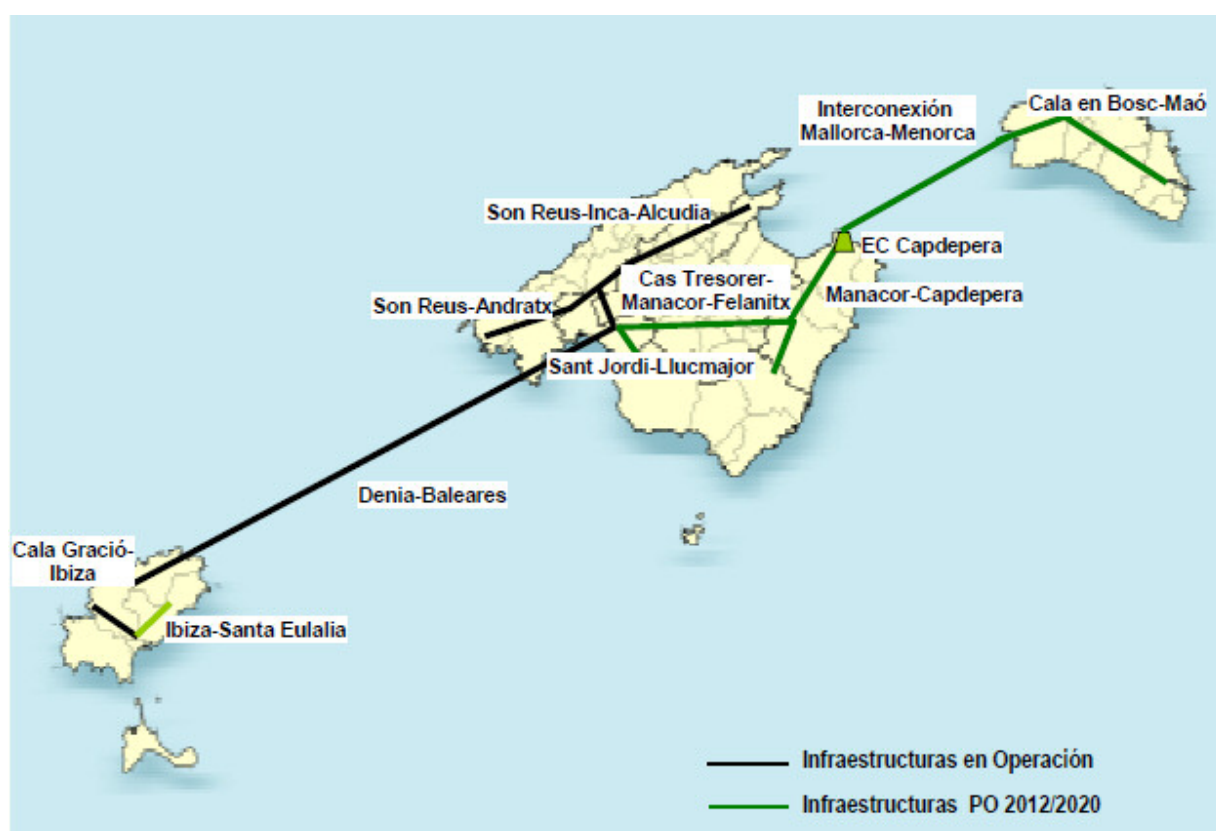 Interconexión
Mallorca-Menorca
Cala en Bosc-Maó
Son Reus-Inca-Alcudia
EC Capdepera
Cas Tresorer-
Manacor-Felanitx
Manacor-Capdepera
Son Reus-Andratx
Sant Jordi-Llucmajor
Denia-Baleares
Cala Gració-
Ibiza
Ibiza-Santa Eulalia
Infraestructuras en Operación
Infraestructuras PO 2012/2020